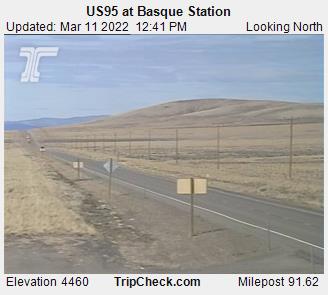 US95 at Basque Station
Updated: Mar 11 2022 12:41 PM Looking North
Elevation 4460 TripCheck.com Milepost 91.62